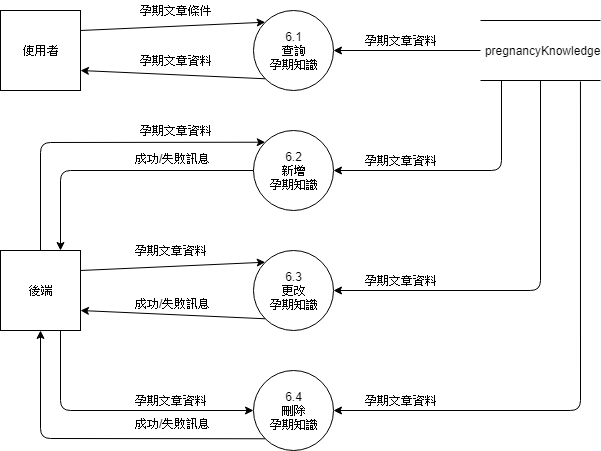 孕期文章條件
6.1
查詢
孕期知識
使用者
孕期文章資料
孕期文章資料
pregnancyKnowledge
孕期文章資料
成功/失敗訊息
6.2
新增
孕期知識
孕期文章資料
後端
孕期文章資料
成功/失敗訊息
6.3
更改
孕期知識
孕期文章資料
孕期文章資料
成功/失敗訊息
6.4
刪除
孕期知識
孕期文章資料